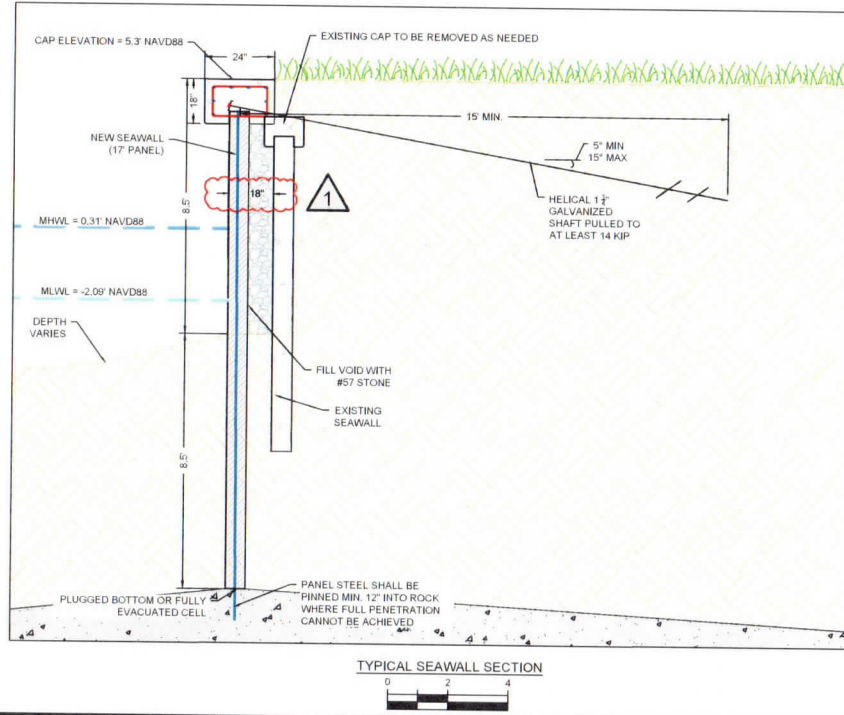 CAP ELEVATION = 5.3' NAVD88
24"
EXISTING CAP TO BE REMOVED AS NEEDED
18"
15' MIN.
NEW SEAWALL
(17' PANEL)
5° MIN
15° MAX
18"
1
HELICAL 1½"
GALVANIZED
SHAFT PULLED TO
AT LEAST 14 KIP
8.5'
MHWL = 0.31' NAVD88
MLWL = -2.09' NAVD88
DEPTH
VARIES
FILL VOID WITH
#57 STONE
EXISTING
SEAWALL
8.5'
PLUGGED BOTTOM OR FULLY
EVACUATED CELL
PANEL STEEL SHALL BE
PINNED MIN. 12" INTO ROCK
WHERE FULL PENETRATION
CANNOT BE ACHIEVED
TYPICAL SEAWALL SECTION
0 2 4